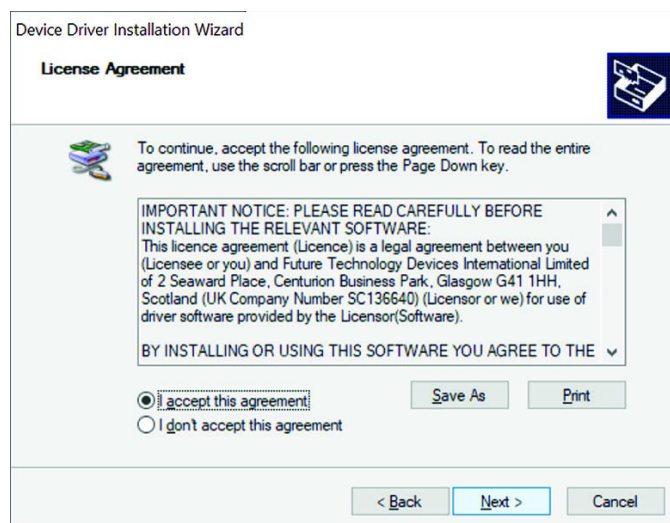 Device Driver Installation Wizard
License Agreement
To continue, accept the following license agreement. To read the entire
agreement, use the scroll bar or press the Page Down key.
IMPORTANT NOTICE: PLEASE READ CAREFULLY BEFORE
INSTALLING THE RELEVANT SOFTWARE:
This licence agreement (Licence) is a legal agreement between you
(Licensee or you) and Future Technology Devices International Limited
of 2 Seaward Place, Centurion Business Park, Glasgow G41 1HH,
Scotland (UK Company Number SC136640) (Licensor or we) for use of
driver software provided by the Licensor(Software).
BY INSTALLING OR USING THIS SOFTWARE YOU AGREE TO THE
I accept this agreement
Save As
Print
I don't accept this agreement
< Back
Next >
Cancel